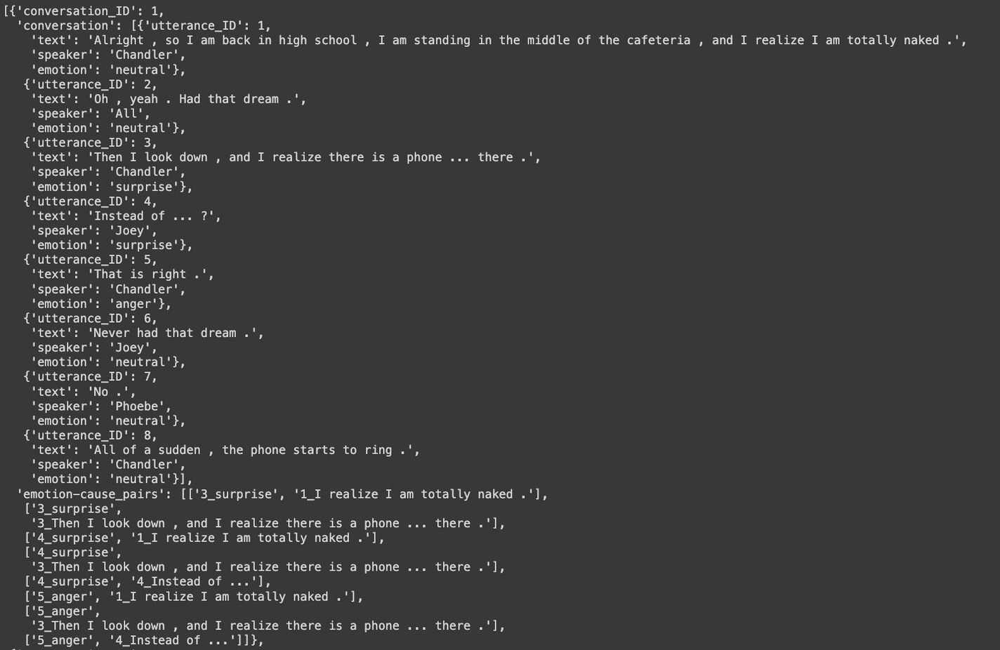 [{'conversation_ID': 1,
'conversation': [{'utterance_ID': 1,
'text': 'Alright , so I am back in high school , I am standing in the middle of the cafeteria , and I realize I am totally naked .',
'speaker': 'Chandler',
'emotion': 'neutral'},
{'utterance_ID': 2,
'text': 'Oh , yeah . Had that dream .',
'speaker': 'All',
'emotion': 'neutral'},
{'utterance_ID': 3,
'text': 'Then I look down , and I realize there is a phone ... there .',
'speaker': 'Chandler',
'emotion': 'surprise'},
{'utterance_ID': 4,
'text': 'Instead of ... ?',
'speaker': 'Joey',
'emotion': 'surprise'},
{'utterance_ID': 5,
'text': 'That is right .',
'speaker': 'Chandler',
'emotion': 'anger'},
{'utterance_ID': 6,
'text': 'Never had that dream .',
'speaker': 'Joey',
'emotion': 'neutral'},
{'utterance_ID': 7,
'text': 'No .',
'speaker': 'Phoebe',
'emotion': 'neutral'},
{'utterance_ID': 8,
'text': 'All of a sudden , the phone starts to ring .',
'speaker': 'Chandler',
'emotion': 'neutral'}],
'emotion-cause_pairs': [['3_surprise', '1_I realize I am totally naked .'],
['3_surprise',
'3_Then I look down , and I realize there is a phone ... there .'],
['4_surprise', '1_I realize I am totally naked .'],
['4_surprise',
'3_Then I look down , and I realize there is a phone ... there .'],
['4_surprise', '4_Instead of ...'],
['5_anger', '1_I realize I am totally naked .'],
['5_anger',
'3_Then I look down , and I realize there is a phone ... there .'],
['5_anger', '4_Instead of ...']]},